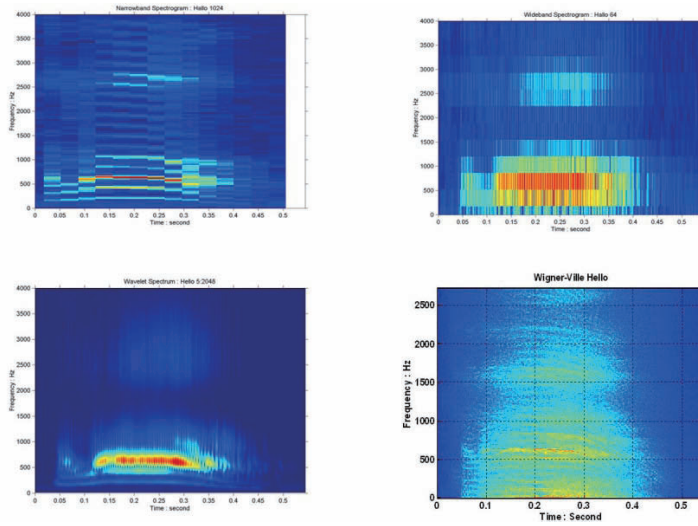 Narrowband Spectrogram : Hello 1024
4000
3500
3000
2500
2000
1500
1000
500
0
Frequency : Hz
0 0.05 0.1 0.15 0.2 0.25 0.3 0.35 0.4 0.45 0.5
Time : second
Wideband Spectrogram : Hallo 64
4000
3500
3000
2500
2000
1500
1000
500
0
Frequency : Hz
0 0.05 0.1 0.15 0.2 0.25 0.3 0.35 0.4 0.45 0.5
Time : second
Wavelet Spectrum : Hello 5:2048
4000
3500
3000
2500
2000
1500
1000
500
0
Frequency : Hz
0 0.05 0.1 0.15 0.2 0.25 0.3 0.35 0.4 0.45 0.5
Time : second
Wigner-Ville Hello
2500
2000
1500
1000
500
0
Frequency : Hz
0 0.1 0.2 0.3 0.4 0.5
Time : Second